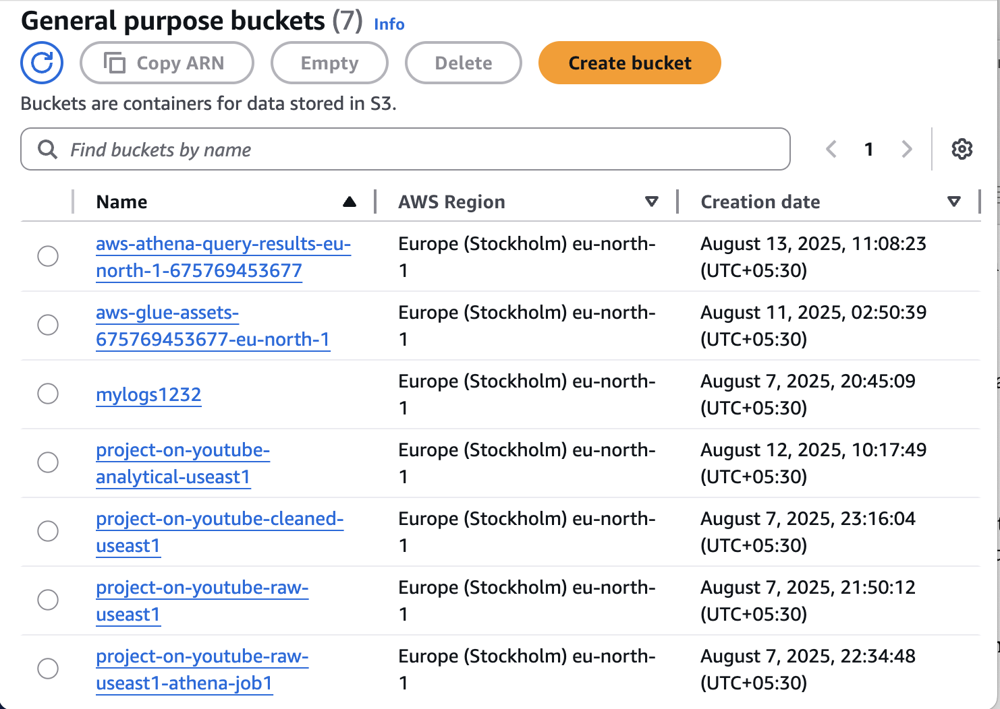 General purpose buckets (7) Info
Copy ARN Empty Delete Create bucket
Buckets are containers for data stored in S3.
Find buckets by name 1
Name AWS Region Creation date
aws-athena-query-results-eu- Europe (Stockholm) eu-north- August 13, 2025, 11:08:23
north-1-675769453677 1 (UTC+05:30)
aws-glue-assets- Europe (Stockholm) eu-north- August 11, 2025, 02:50:39
675769453677-eu-north-1 1 (UTC+05:30)
mylogs1232 Europe (Stockholm) eu-north- August 7, 2025, 20:45:09
1 (UTC+05:30)
project-on-youtube- Europe (Stockholm) eu-north- August 12, 2025, 10:17:49
analytical-useast1 1 (UTC+05:30)
project-on-youtube-cleaned- Europe (Stockholm) eu-north- August 7, 2025, 23:16:04
useast1 1 (UTC+05:30)
project-on-youtube-raw- Europe (Stockholm) eu-north- August 7, 2025, 21:50:12
useast1 1 (UTC+05:30)
project-on-youtube-raw- Europe (Stockholm) eu-north- August 7, 2025, 22:34:48
useast1-athena-job1 1 (UTC+05:30)